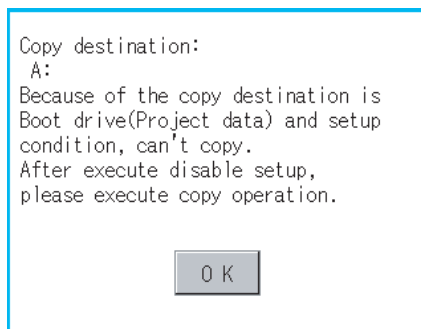 Copy destination:
A:
Because of the copy destination is
Boot drive(Project data) and setup
condition, can't copy.
After execute disable setup,
please execute copy operation.
OK